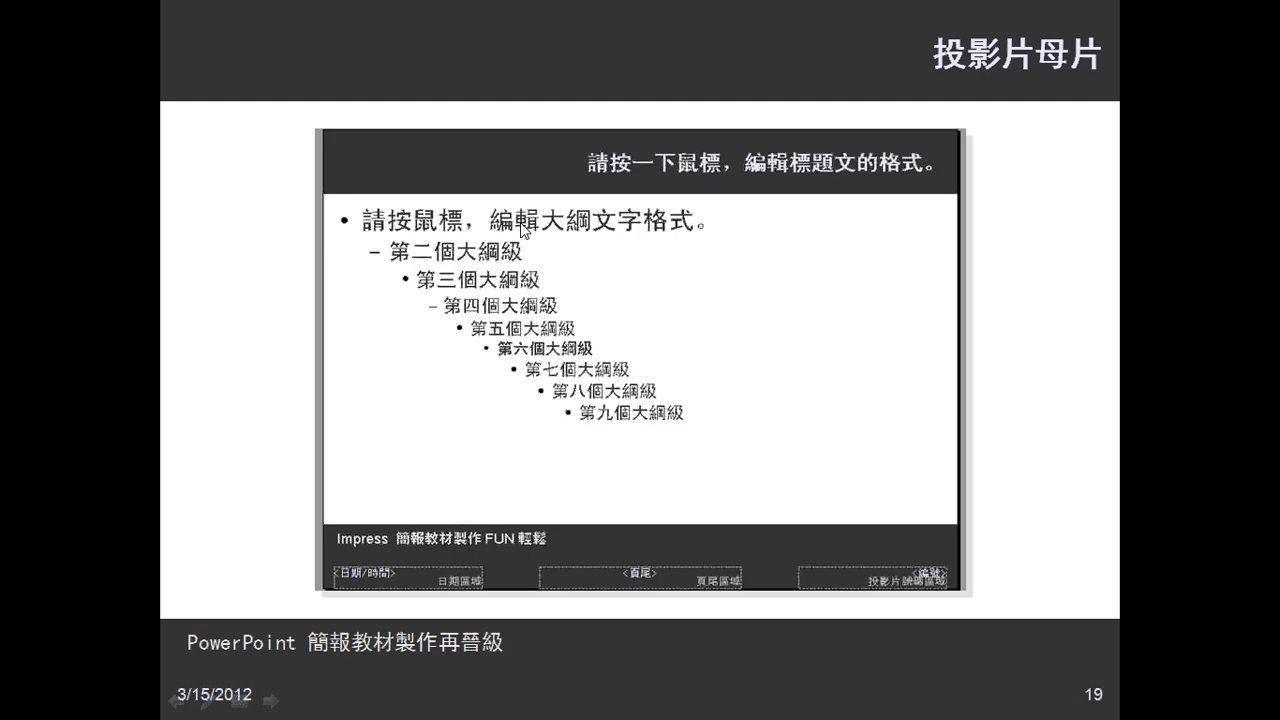 投影片母片
請按一下鼠標，編輯標題文的格式。
• 請按鼠標，編輯大綱文字格式。
– 第二個大綱級
• 第三個大綱級
– 第四個大綱級
• 第五個大綱級
• 第六個大綱級
• 第七個大綱級
• 第八個大綱級
• 第九個大綱級
Impress 簡報教材製作 FUN 輕鬆
<日期/時間>
日期區域
<頁尾>
頁尾區域
<編號>
投影片號碼區域
PowerPoint 簡報教材製作再晉級
3/15/2012
19